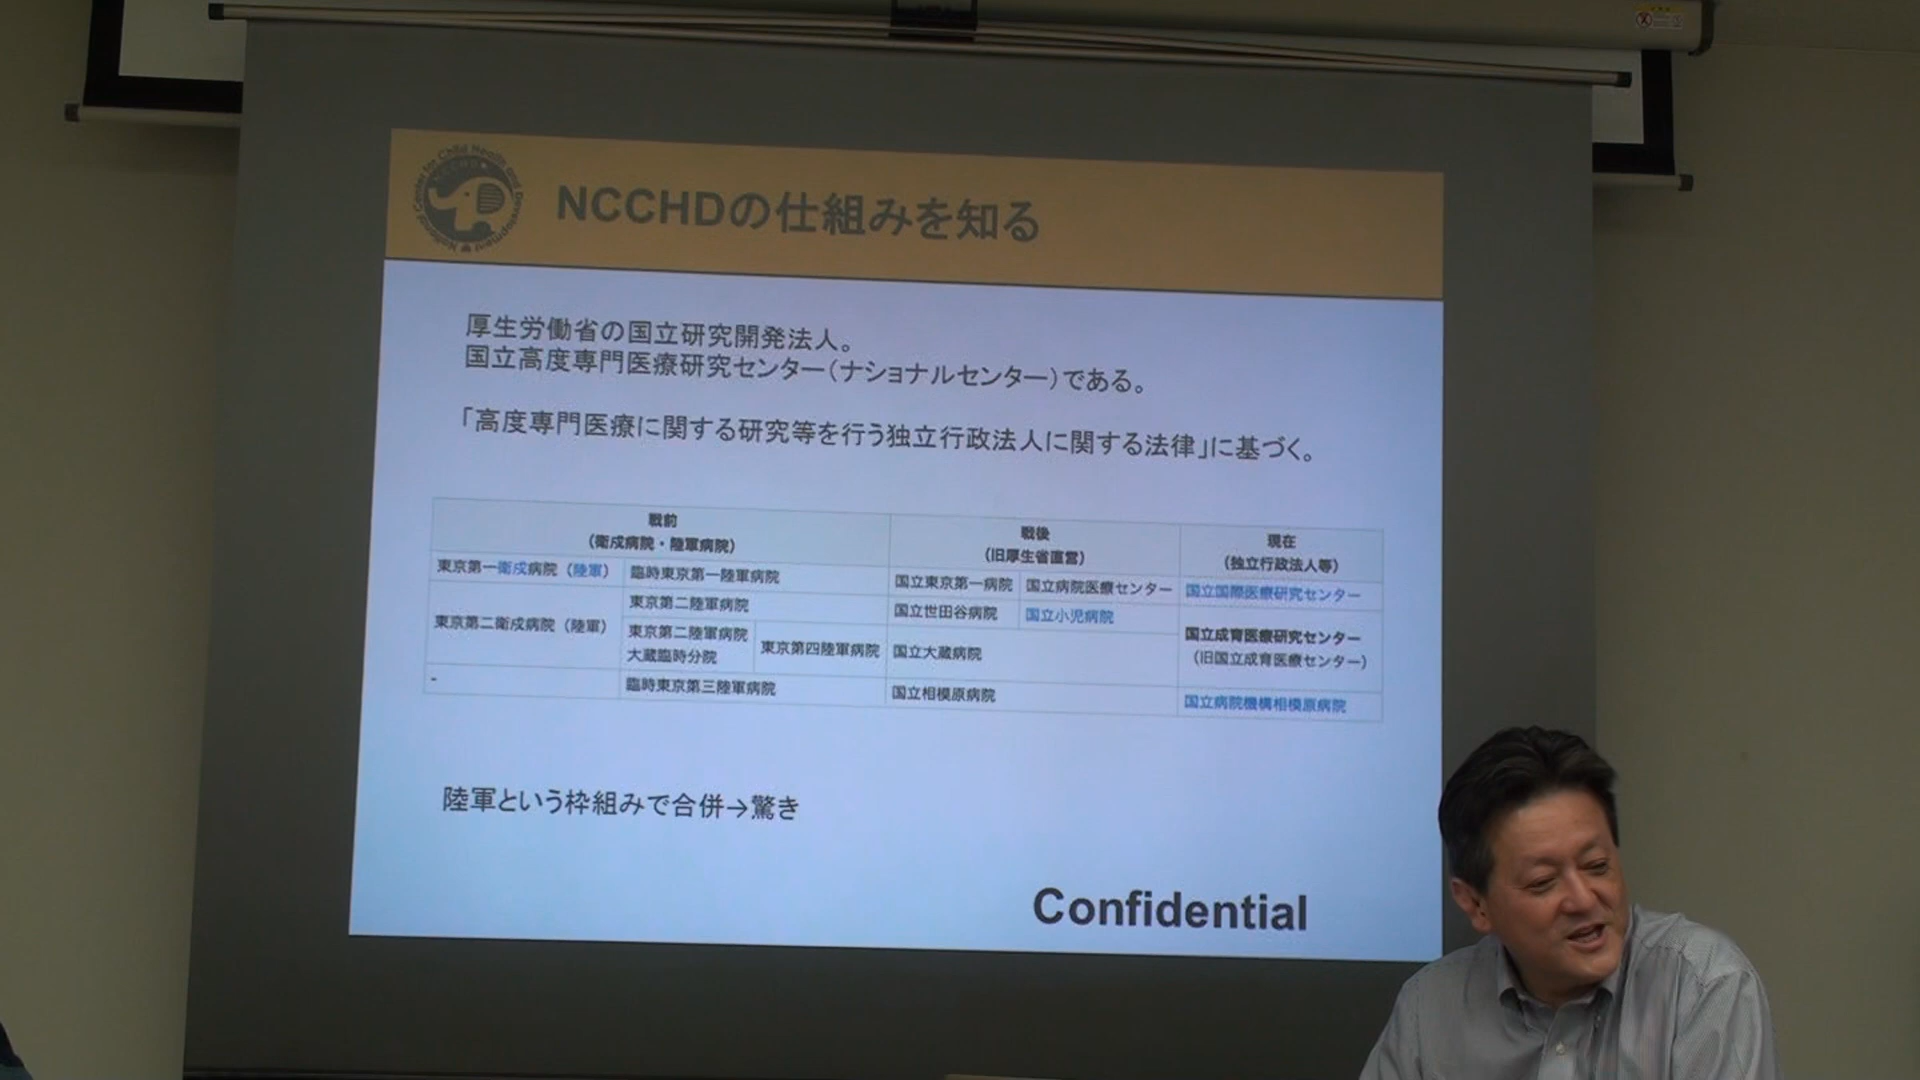 National Center for Child Health and Development
NCCHDの仕組みを知る
厚生労働省の国立研究開発法人。
国立高度専門医療研究センター（ナショナルセンター）である。
「高度専門医療に関する研究等を行う独立行政法人に関する法律」に基づく。
戦前
（衛戍病院・陸軍病院）
戦後
（旧厚生省直営）
現在
（独立行政法人等）
東京第一衛戍病院（陸軍）
臨時東京第一陸軍病院
国立東京第一病院
国立病院医療センター
国立国際医療研究センター
東京第二衛戍病院（陸軍）
東京第二陸軍病院
国立世田谷病院
国立小児病院
国立成育医療研究センター
（旧国立成育医療センター）
東京第二陸軍病院
大蔵臨時分院
東京第四陸軍病院
国立大蔵病院
-
臨時東京第三陸軍病院
国立相模原病院
国立病院機構相模原病院
陸軍という枠組みで合併→驚き
Confidential